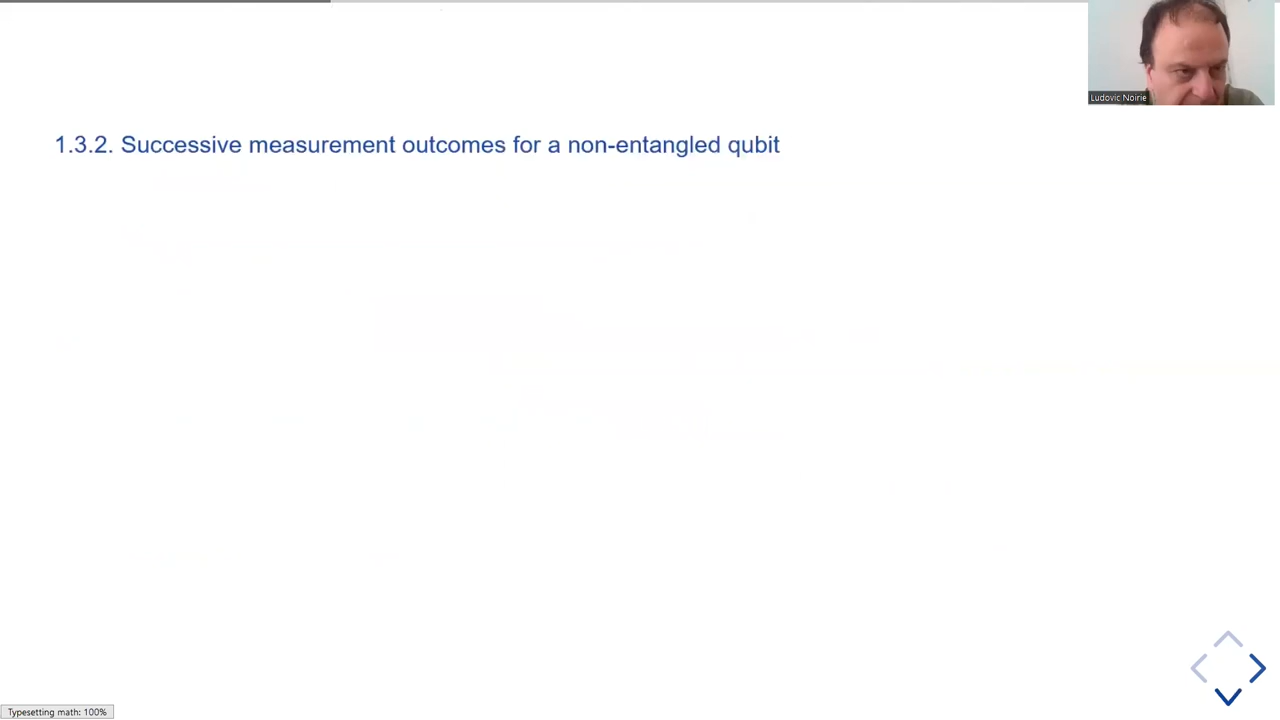 Ludovic Noirie
1.3.2. Successive measurement outcomes for a non-entangled qubit
Typesetting math: 100%